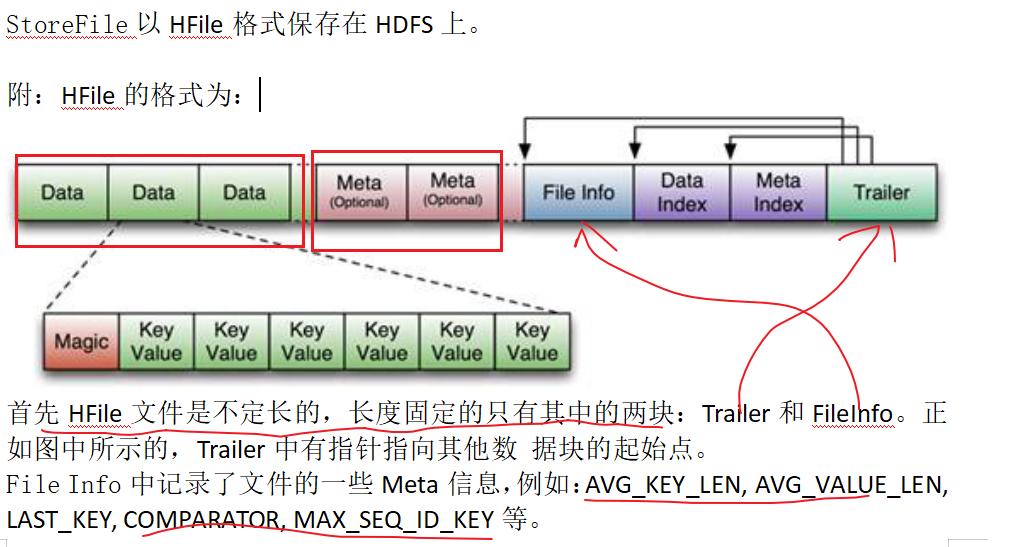 StoreFile 以 HFile 格式保存在 HDFS 上。
附：HFile 的格式为：
Data Data Data Meta (Optional) Meta (Optional) File Info Data Index Meta Index Trailer
Magic Key Value Key Value Key Value Key Value Key Value Key Value
首先 HFile 文件是不定长的，长度固定的只有其中的两块：Trailer 和 FileInfo。正
如图中所示的，Trailer 中有指针指向其他数 据块的起始点。
File Info 中记录了文件的一些 Meta 信息，例如：AVG_KEY_LEN, AVG_VALUE_LEN,
LAST_KEY, COMPARATOR, MAX_SEQ_ID_KEY 等。